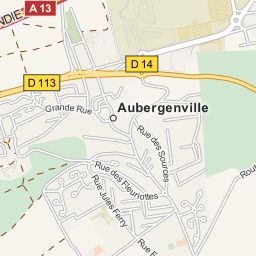 NDIE
A 13
D 14
D 113
Grande Rue
Aubergenville
Rue des Sources
Rue des Fleuriottes
Rue Jules Ferry
Rout
Rue F